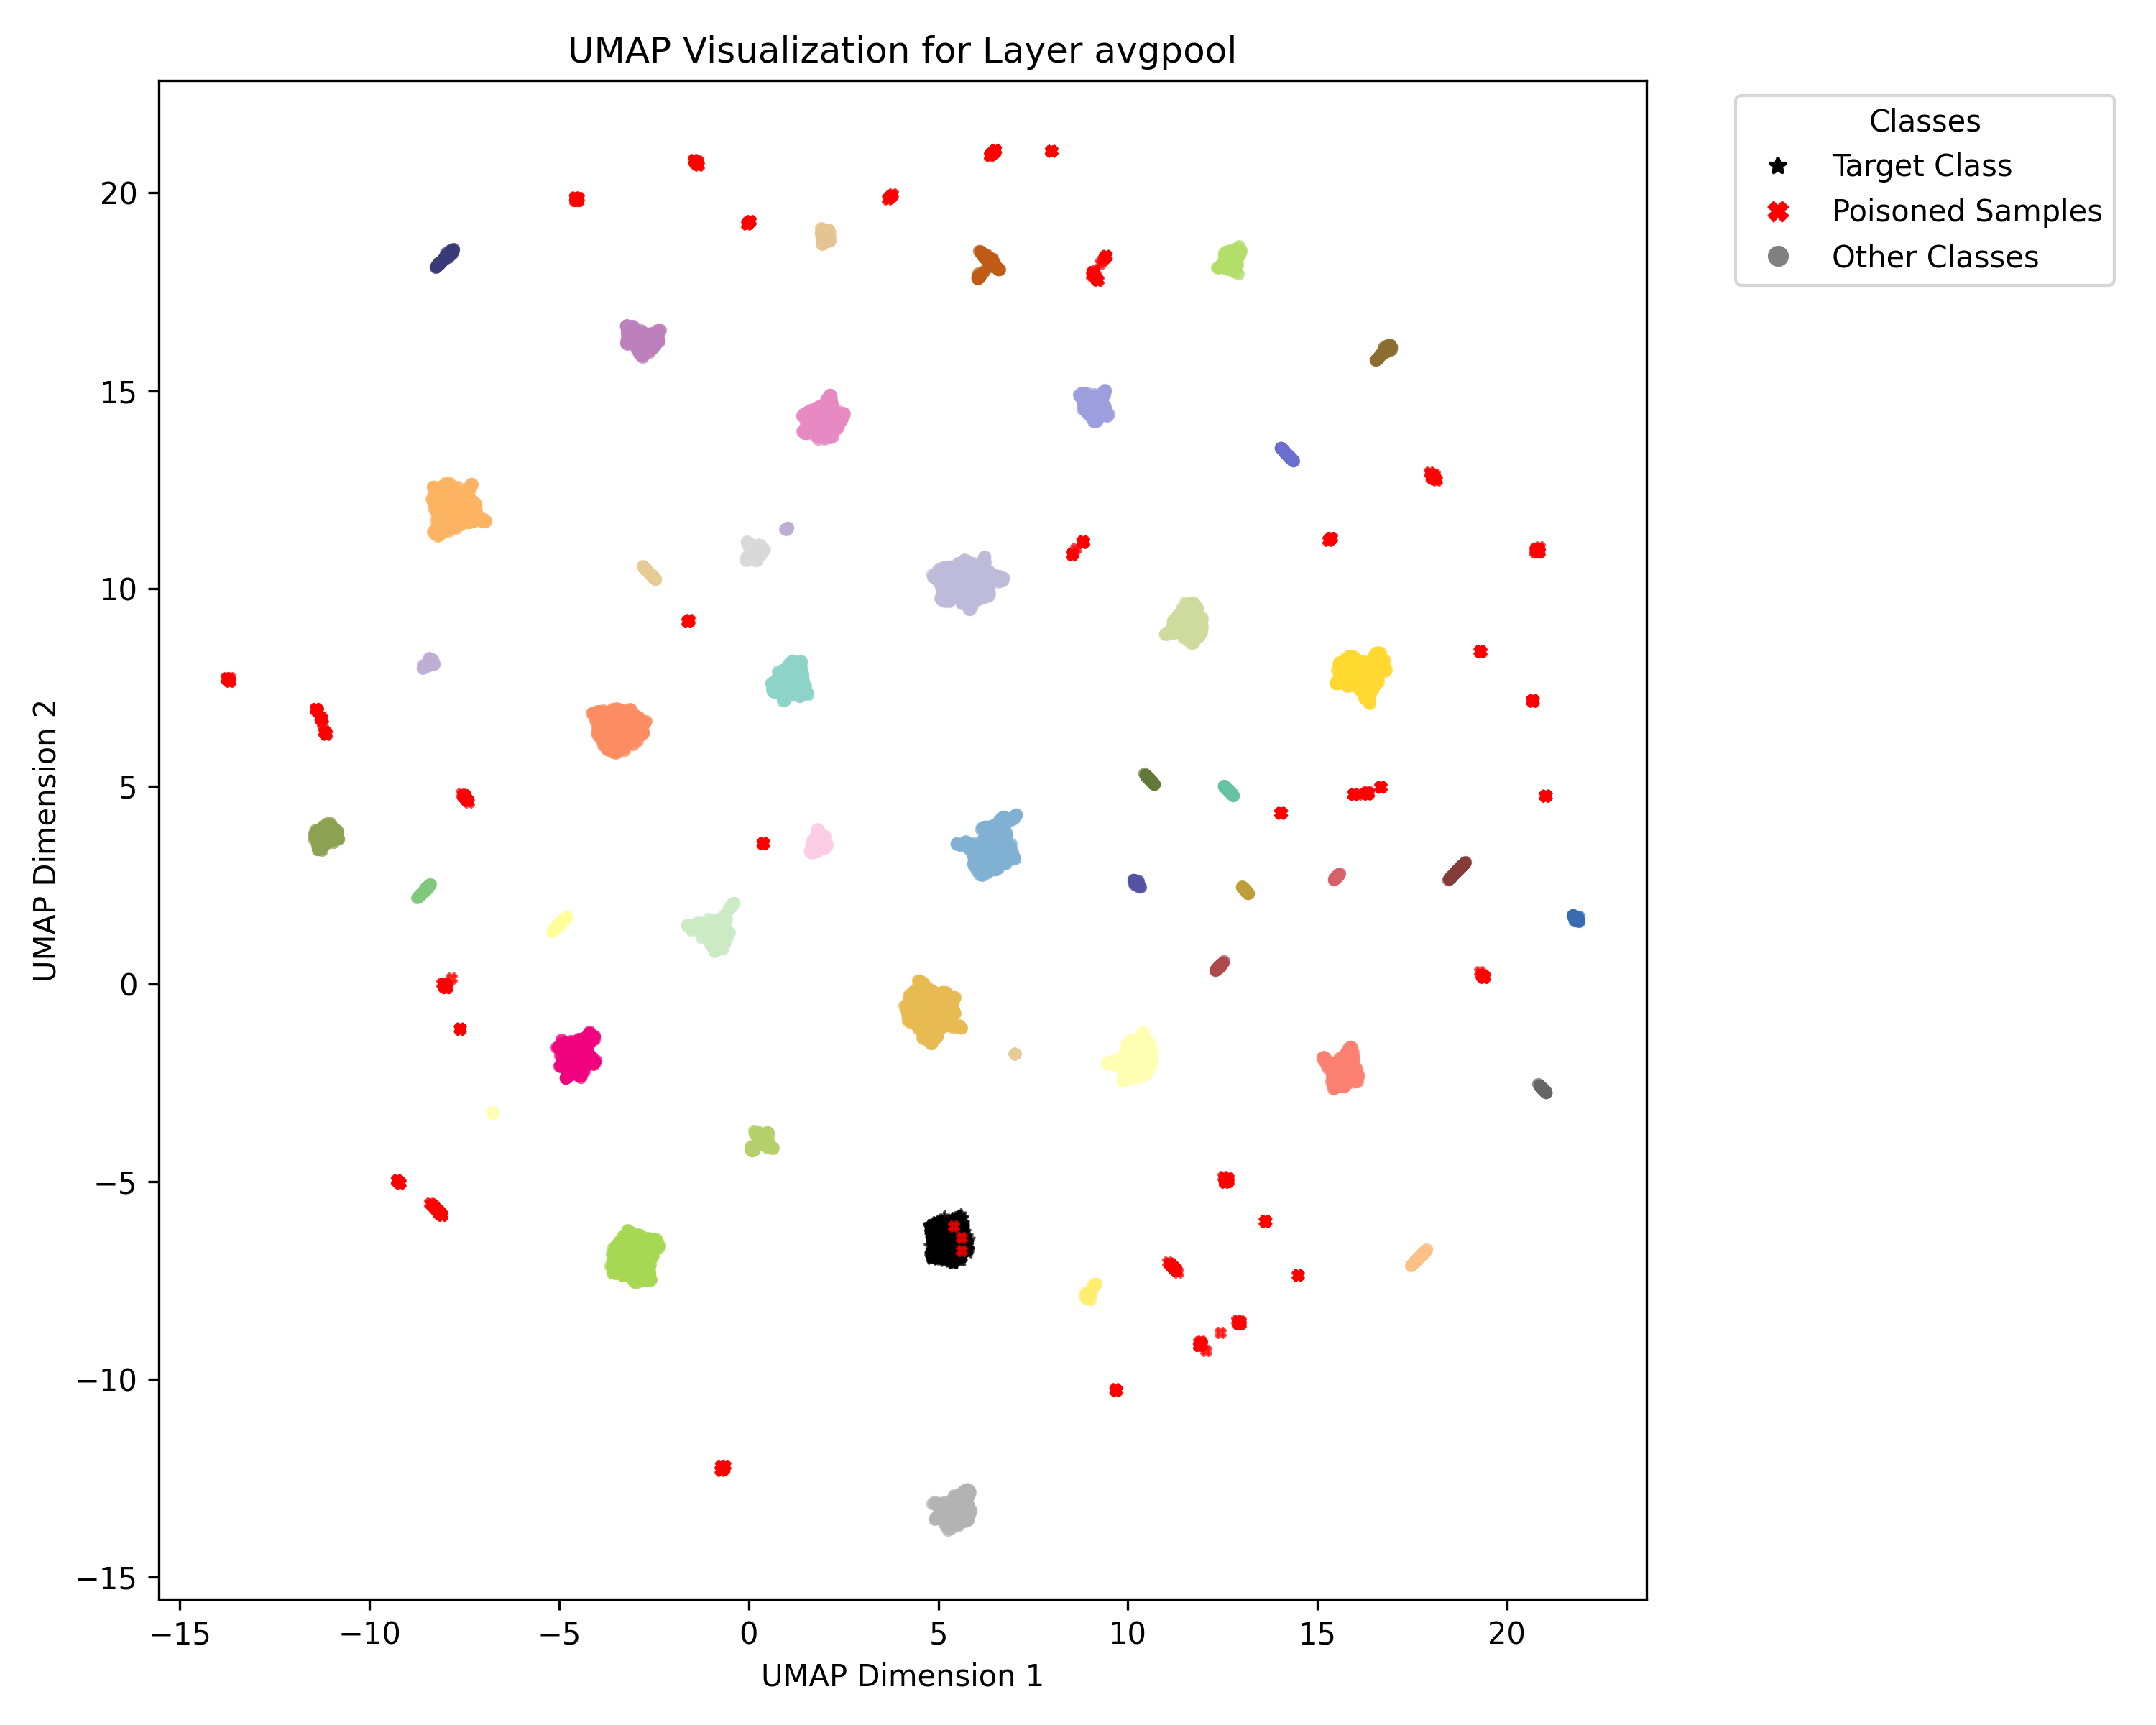 UMAP Visualization for Layer avgpool
Classes
Target Class
Poisoned Samples
Other Classes
UMAP Dimension 2
20
15
10
5
0
−5
−10
−15
−15
−10
−5
0
5
10
15
20
UMAP Dimension 1